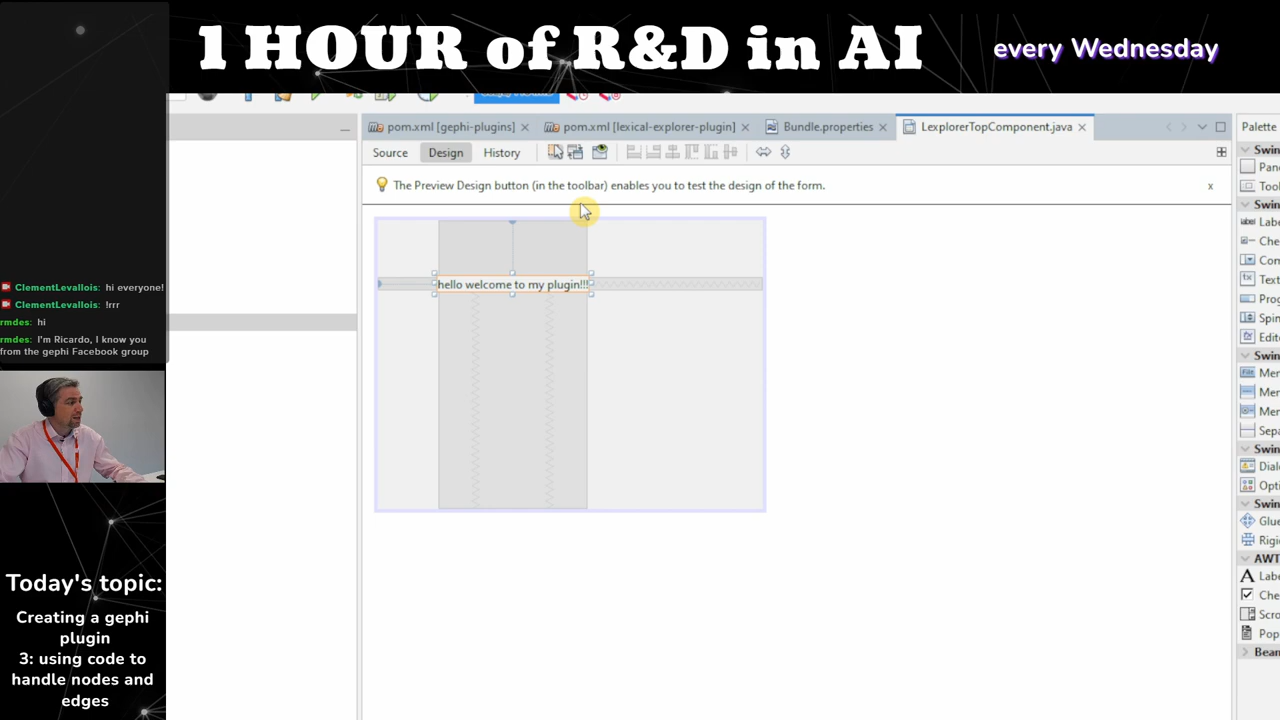 1 HOUR of R&D in AI
every Wednesday
pom.xml [gephi-plugins]
pom.xml [lexical-explorer-plugin]
Bundle.properties
LexplorerTopComponent.java
Palette
Source
Design
History
The Preview Design button (in the toolbar) enables you to test the design of the form.
x
hello welcome to my plugin!!!
ClementLevallois: hi everyone!
ClementLevallois: !rrr
rmdes: hi
rmdes: I'm Ricardo, I know you
from the gephi Facebook group
Today's topic:
Creating a gephi
plugin
3: using code to
handle nodes and
edges